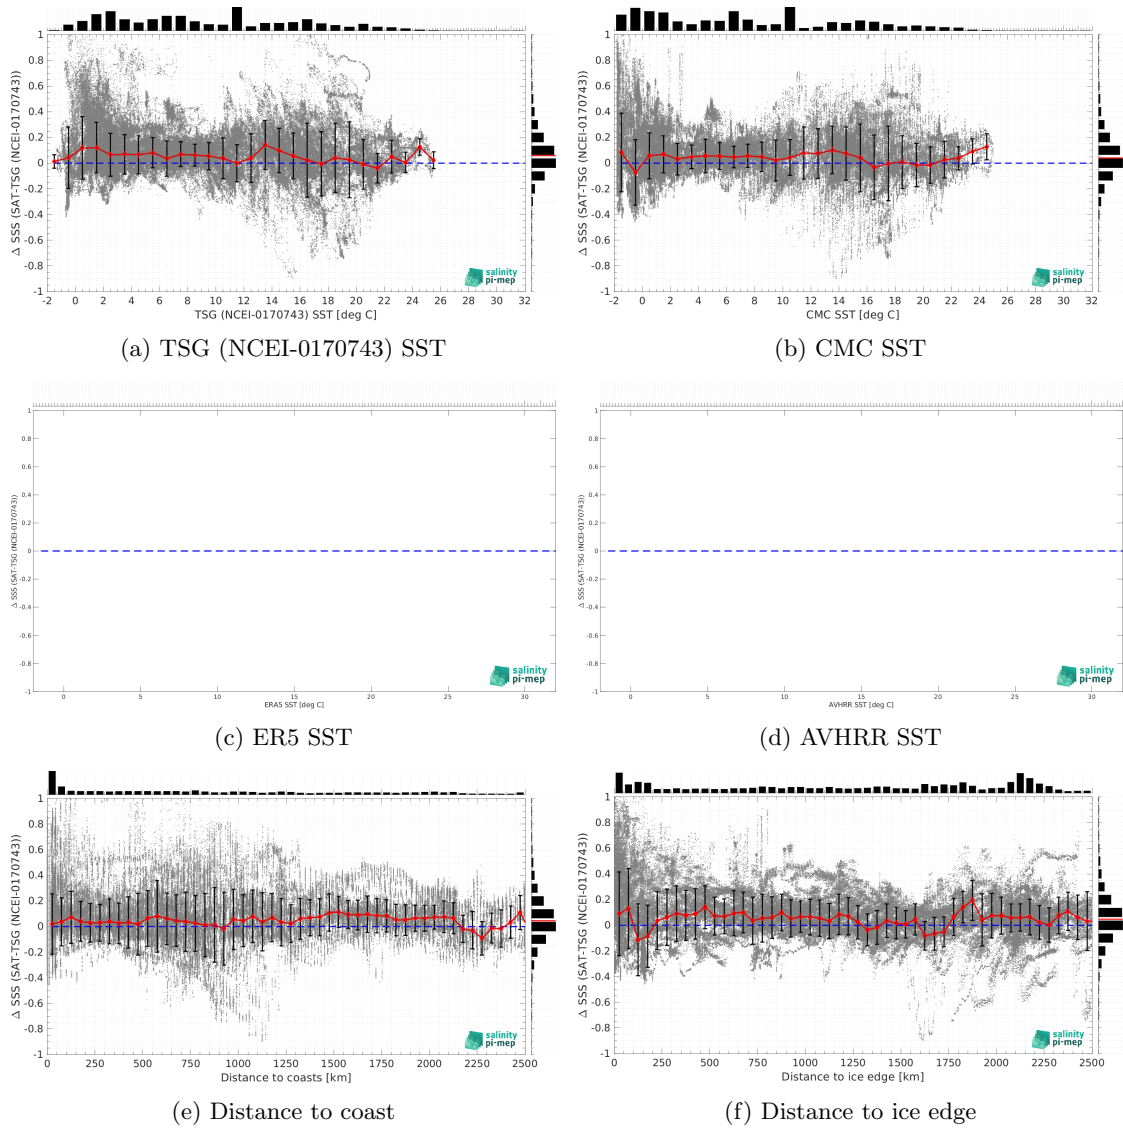 1
0.8
0.6
0.4
0.2
0
-0.2
-0.4
-0.6
-0.8
-1
Δ SSS (SAT-TSG (NCEI-0170743))
salinity
pi-mep
-2 0 2 4 6 8 10 12 14 16 18 20 22 24 26 28 30 32
TSG (NCEI-0170743) SST [deg C]
(a) TSG (NCEI-0170743) SST
1
0.8
0.6
0.4
0.2
0
-0.2
-0.4
-0.6
-0.8
-1
Δ SSS (SAT-TSG (NCEI-0170743))
salinity
pi-mep
-2 0 2 4 6 8 10 12 14 16 18 20 22 24 26 28 30 32
CMC SST [deg C]
(b) CMC SST
1
0.8
0.6
0.4
0.2
0
-0.2
-0.4
-0.6
-0.8
-1
Δ SSS (SAT-TSG (NCEI-0170743))
salinity
pi-mep
0 5 10 15 20 25 30
ERA5 SST [deg C]
(c) ER5 SST
1
0.8
0.6
0.4
0.2
0
-0.2
-0.4
-0.6
-0.8
-1
Δ SSS (SAT-TSG (NCEI-0170743))
salinity
pi-mep
0 5 10 15 20 25 30
AVHRR SST [deg C]
(d) AVHRR SST
1
0.8
0.6
0.4
0.2
0
-0.2
-0.4
-0.6
-0.8
-1
Δ SSS (SAT-TSG (NCEI-0170743))
salinity
pi-mep
0 250 500 750 1000 1250 1500 1750 2000 2250 2500
Distance to coasts [km]
(e) Distance to coast
1
0.8
0.6
0.4
0.2
0
-0.2
-0.4
-0.6
-0.8
-1
Δ SSS (SAT-TSG (NCEI-0170743))
salinity
pi-mep
0 250 500 750 1000 1250 1500 1750 2000 2250 2500
Distance to ice edge [km]
(f) Distance to ice edge